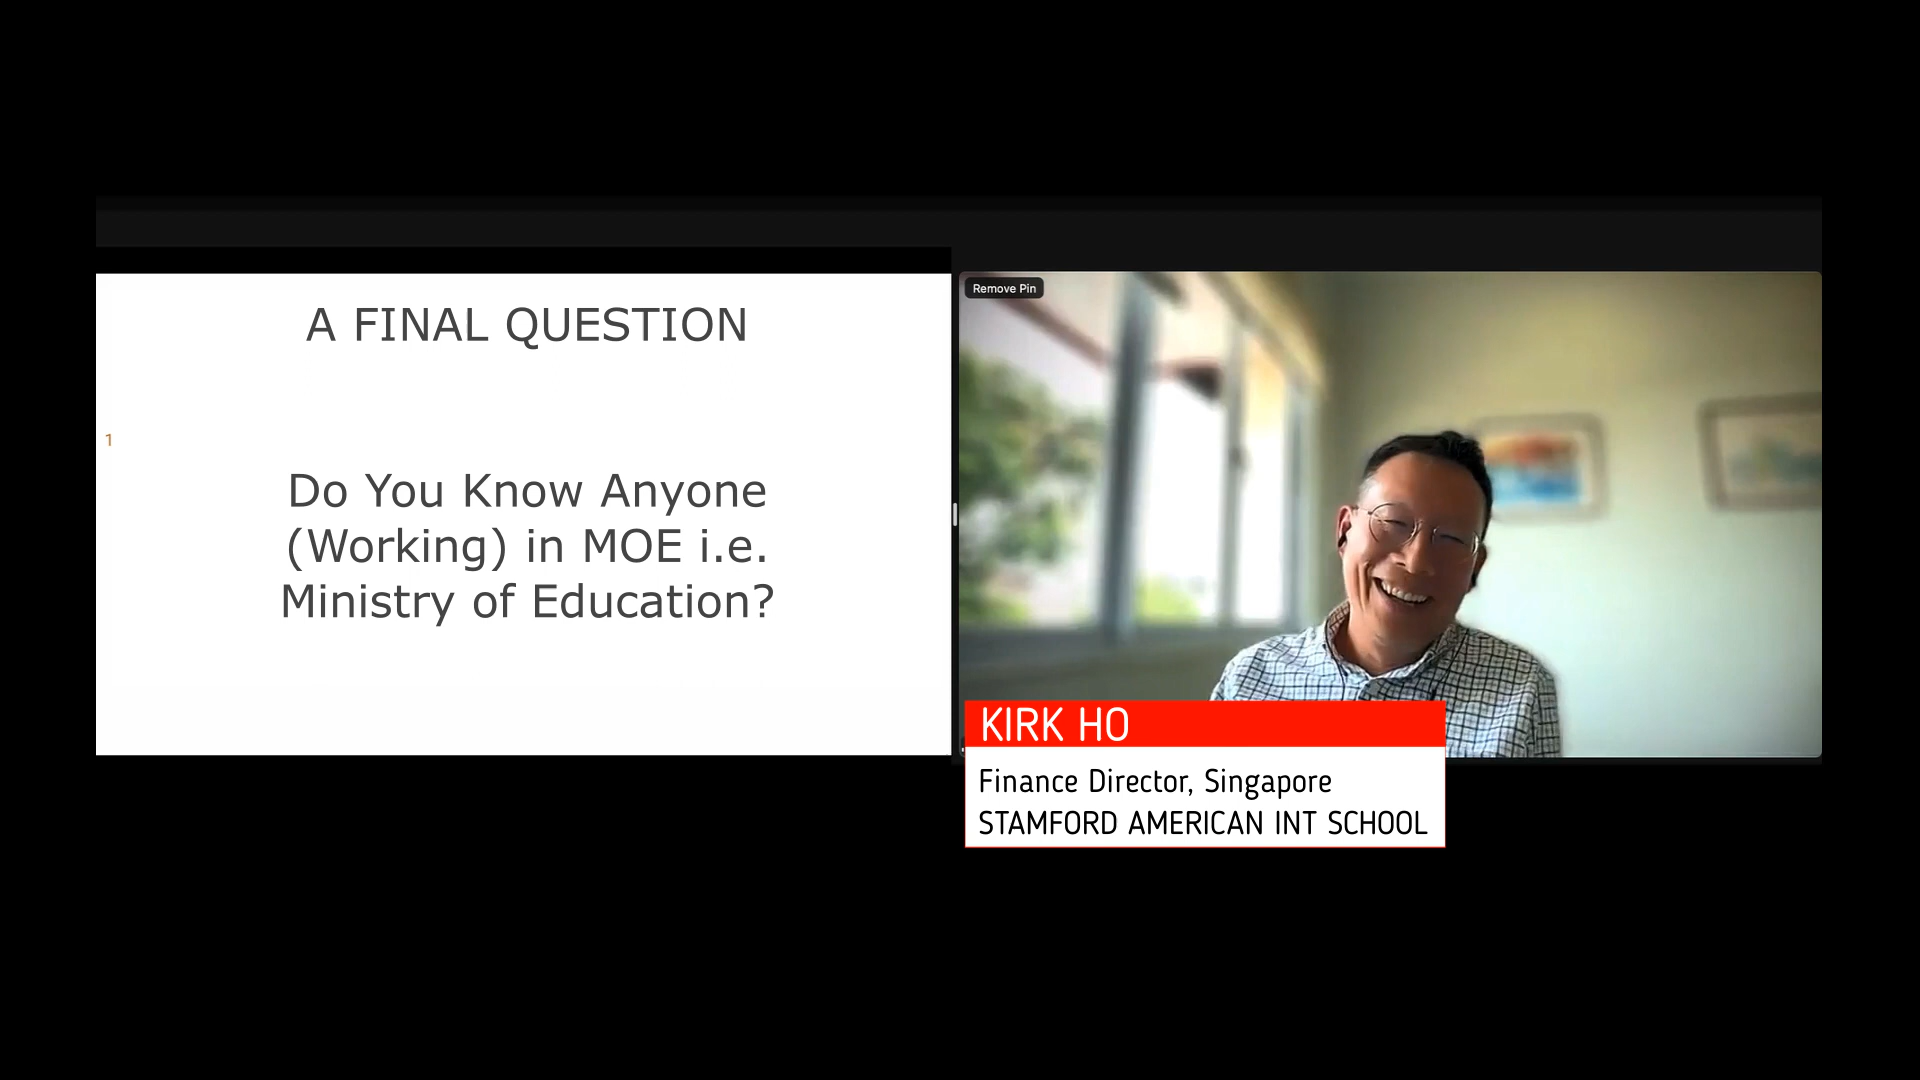 A FINAL QUESTION
1
Do You Know Anyone
(Working) in MOE i.e.
Ministry of Education?
Remove Pin
KIRK HO
Finance Director, Singapore
STAMFORD AMERICAN INT SCHOOL